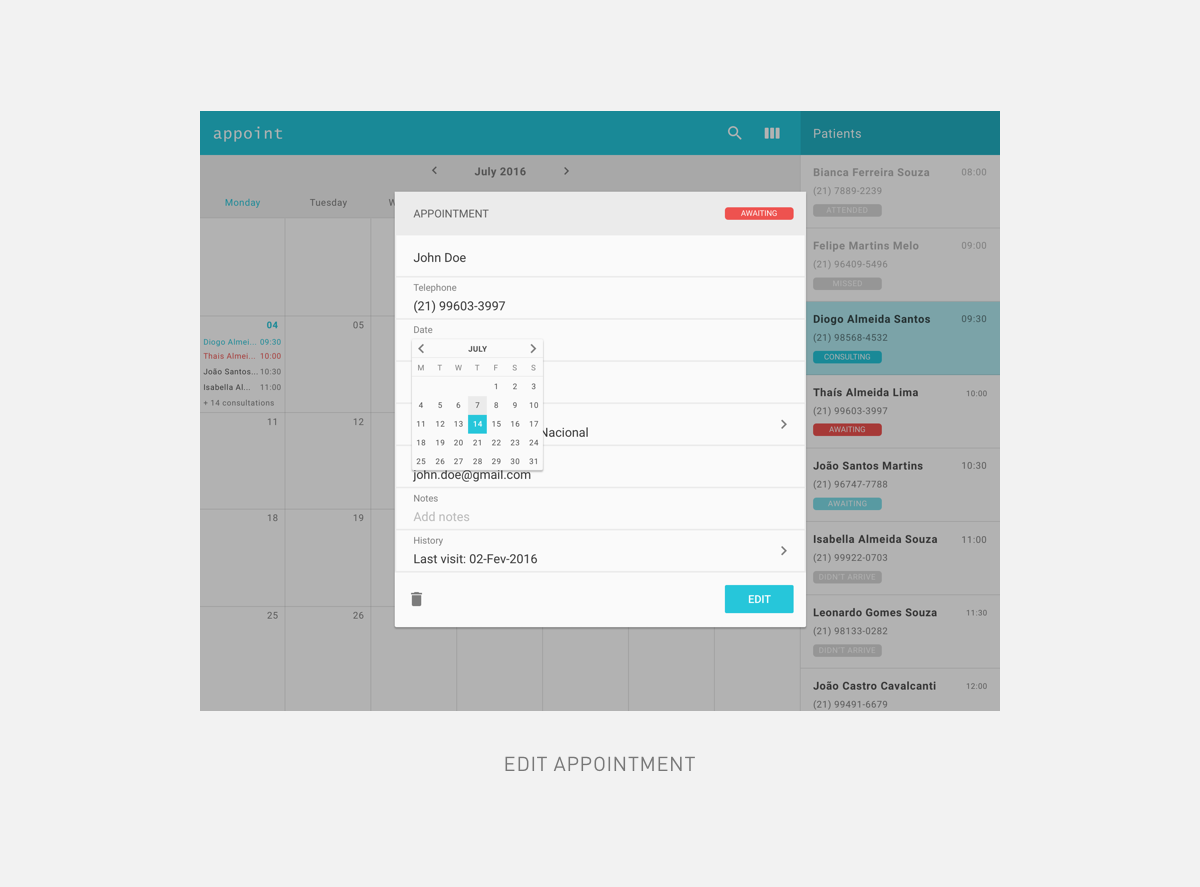 appoint
Patients
July 2016
Monday
Tuesday
W
04
Diogo Almei... 09:30
Thais Almei... 10:00
João Santos... 10:30
Isabella Al... 11:00
+ 14 consultations
05
11
12
18
19
25
26
APPOINTMENT
AWAITING
John Doe
Telephone
(21) 99603-3997
Date
JULY
M T W T F S S
1 2 3
4 5 6 7 8 9 10
11 12 13 14 15 16 17
18 19 20 21 22 23 24
25 26 27 28 29 30 31
Nacional
john.doe@gmail.com
Notes
Add notes
History
Last visit: 02-Fev-2016
EDIT
Bianca Ferreira Souza 08:00
(21) 7889-2239
ATTENDED
Felipe Martins Melo 09:00
(21) 96409-5496
MISSED
Diogo Almeida Santos 09:30
(21) 98568-4532
CONSULTING
Thaís Almeida Lima 10:00
(21) 99603-3997
AWAITING
João Santos Martins 10:30
(21) 96747-7788
AWAITING
Isabella Almeida Souza 11:00
(21) 99922-0703
DIDN'T ARRIVE
Leonardo Gomes Souza 11:30
(21) 98133-0282
DIDN'T ARRIVE
João Castro Cavalcanti 12:00
(21) 99491-6679
EDIT APPOINTMENT